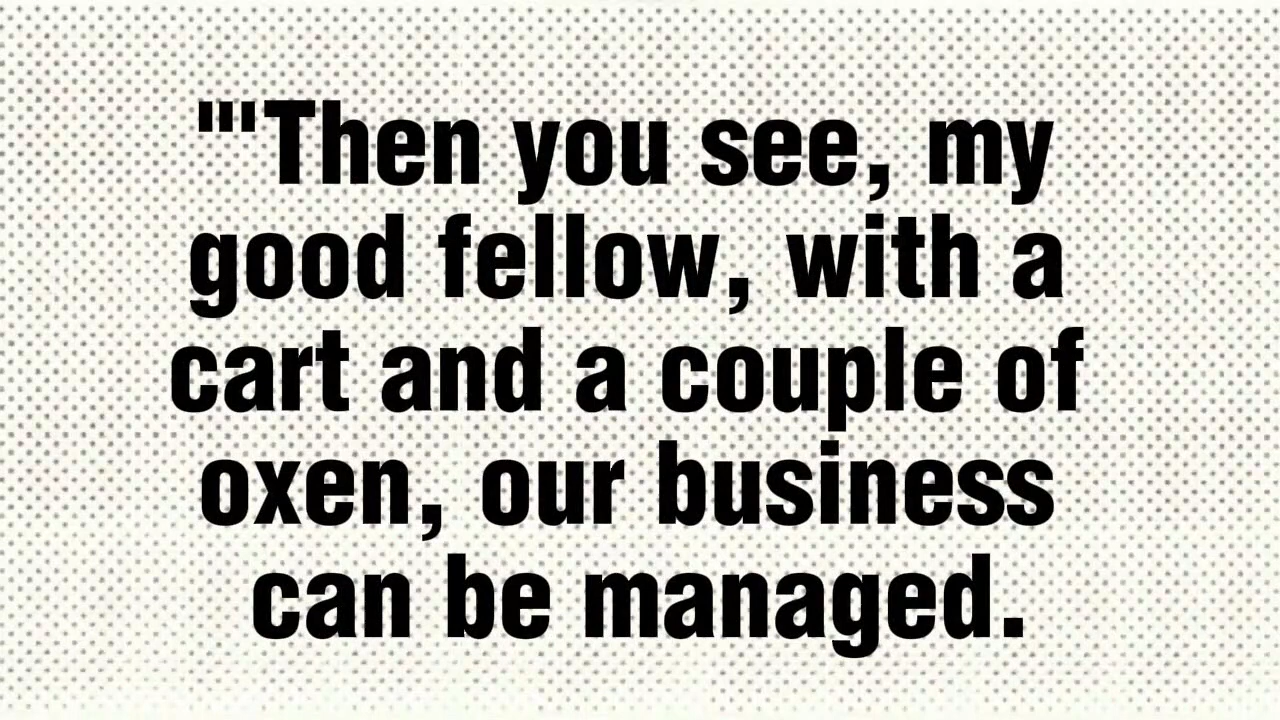 "'Then you see, my
good fellow, with a
cart and a couple of
oxen, our business
can be managed.